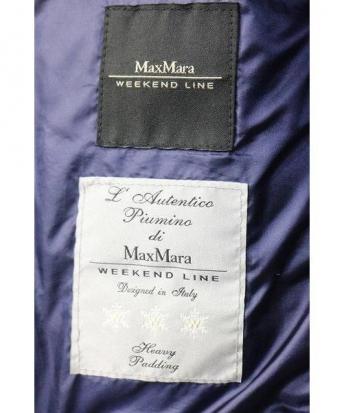 MaxMara
WEEKEND LINE
L'Autentico
Piumino
di
MaxMara
WEEKEND LINE
Designed in Italy
Heavy
Padding